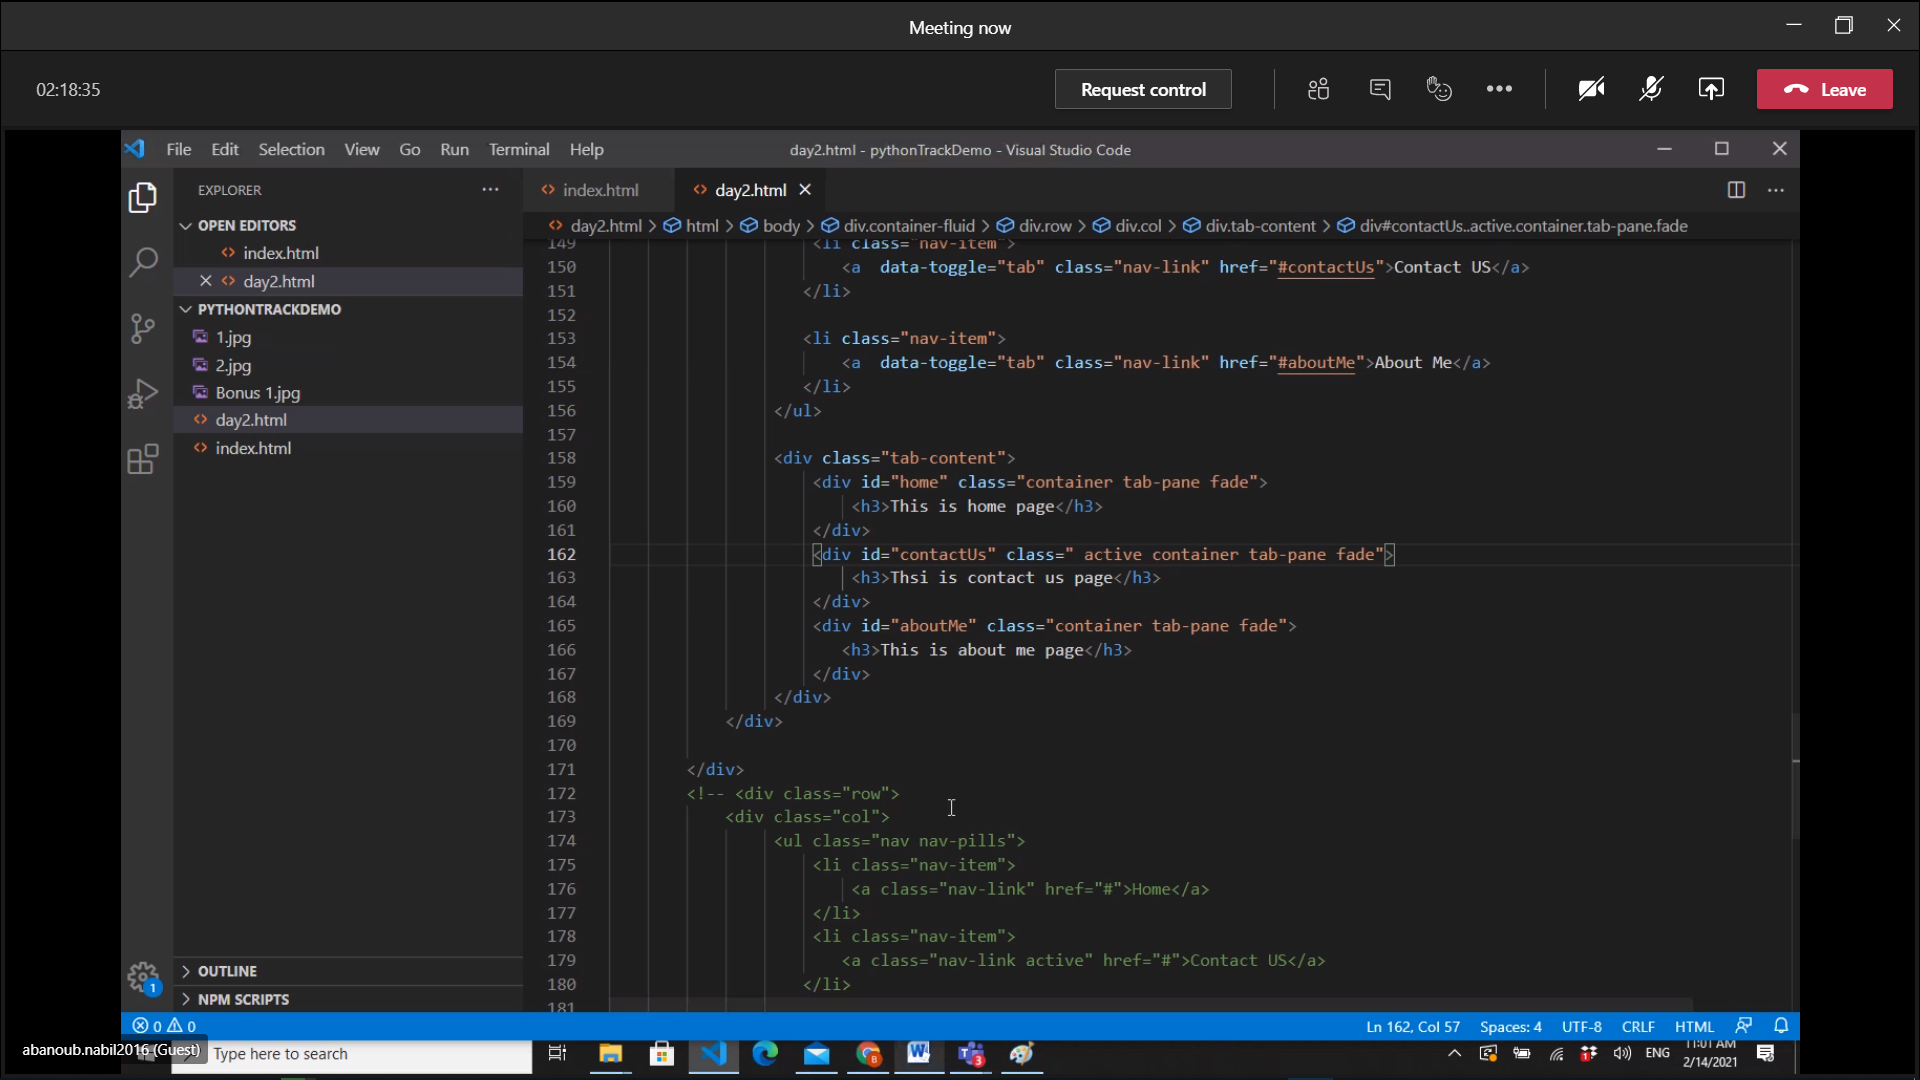 Meeting now
02:18:35
Request control
Leave
File Edit Selection View Go Run Terminal Help
day2.html - pythonTrackDemo - Visual Studio Code
EXPLORER
index.html
day2.html
OPEN EDITORS
index.html
day2.html
PYTHONTRACKDEMO
1.jpg
2.jpg
Bonus 1.jpg
day2.html
index.html
OUTLINE
NPM SCRIPTS
1
day2.html > html > body > div.container-fluid > div.row > div.col > div.tab-content > div#contactUs..active.container.tab-pane.fade
149 <li class="nav-item">
150 <a  data-toggle="tab" class="nav-link" href="#contactUs">Contact US</a>
151 </li>
152
153 <li class="nav-item">
154 <a  data-toggle="tab" class="nav-link" href="#aboutMe">About Me</a>
155 </li>
156 </ul>
157
158 <div class="tab-content">
159 <div id="home" class="container tab-pane fade">
160 <h3>This is home page</h3>
161 </div>
162 <div id="contactUs" class=" active container tab-pane fade">
163 <h3>Thsi is contact us page</h3>
164 </div>
165 <div id="aboutMe" class="container tab-pane fade">
166 <h3>This is about me page</h3>
167 </div>
168 </div>
169 </div>
170
171 </div>
172 <!-- <div class="row">
173 <div class="col">
174 <ul class="nav nav-pills">
175 <li class="nav-item">
176 <a class="nav-link" href="#">Home</a>
177 </li>
178 <li class="nav-item">
179 <a class="nav-link active" href="#">Contact US</a>
180 </li>
181
0 0
Ln 162, Col 57 Spaces: 4 UTF-8 CRLF HTML
abanoub.nabil2016 (Guest)
Type here to search
ENG
11:01 AM
2/14/2021